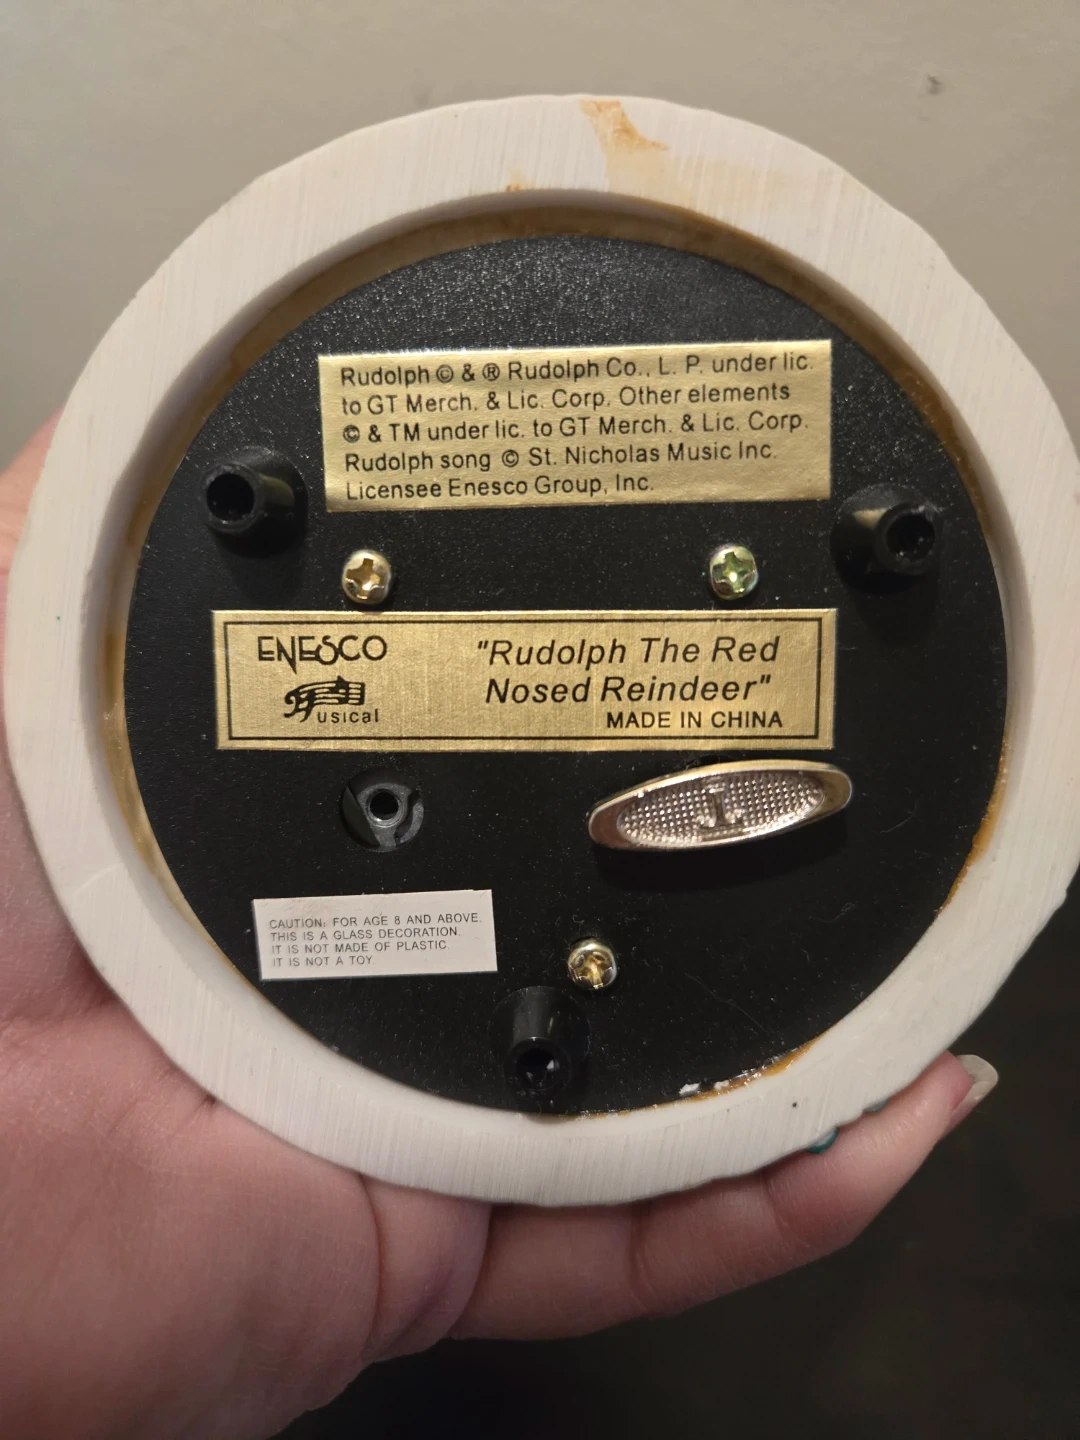 Rudolph © & ® Rudolph Co., L. P. under lic.
to GT Merch. & Lic. Corp. Other elements
© & TM under lic. to GT Merch. & Lic. Corp.
Rudolph song © St. Nicholas Music Inc.
Licensee Enesco Group, Inc.
ENESCO
Musical
"Rudolph The Red
Nosed Reindeer"
MADE IN CHINA
CAUTION: FOR AGE 8 AND ABOVE.
THIS IS A GLASS DECORATION.
IT IS NOT MADE OF PLASTIC.
IT IS NOT A TOY.